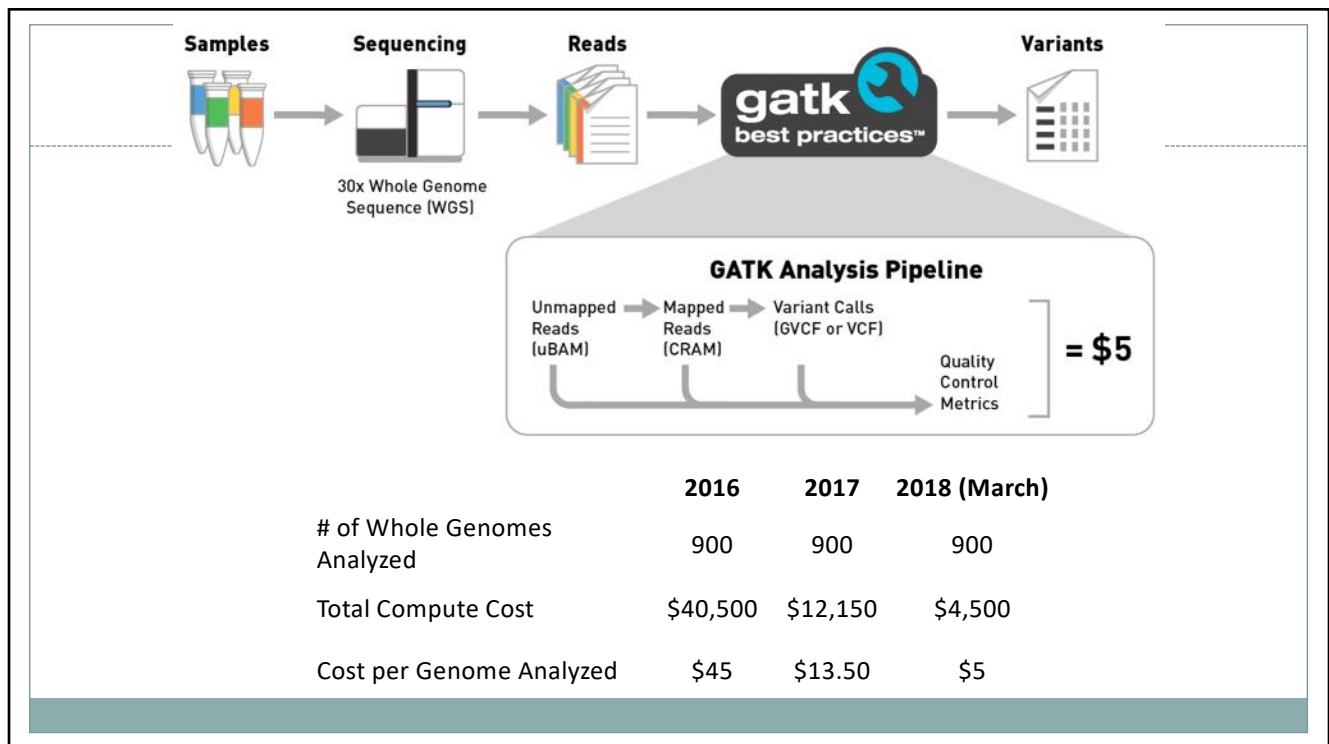 Samples
Sequencing
Reads
Variants
gatk
best practices™
30x Whole Genome
Sequence (WGS)
GATK Analysis Pipeline
Unmapped
Reads
(uBAM)
Mapped
Reads
(CRAM)
Variant Calls
(GVCF or VCF)
Quality
Control
Metrics
= $5
2016 2017 2018 (March)
# of Whole Genomes
Analyzed
900 900 900
Total Compute Cost $40,500 $12,150 $4,500
Cost per Genome Analyzed $45 $13.50 $5